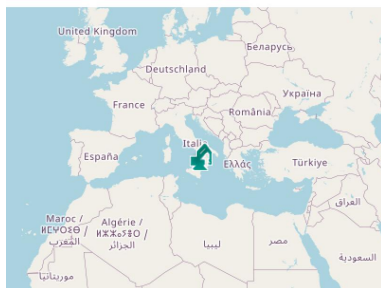 United Kingdom
Беларусь
Deutschland
Україна
France
România
Itali
España
Ελλάς
Türkiye
Maroc /
ⵍⵎⵖⵔⵉⴱ /
المغرب
Algérie /
ⵍⵣⵣⴰⵢⴻⵔ /
الجزائر
ليبيا
مصر
العراق
السعودية
موريتانيا